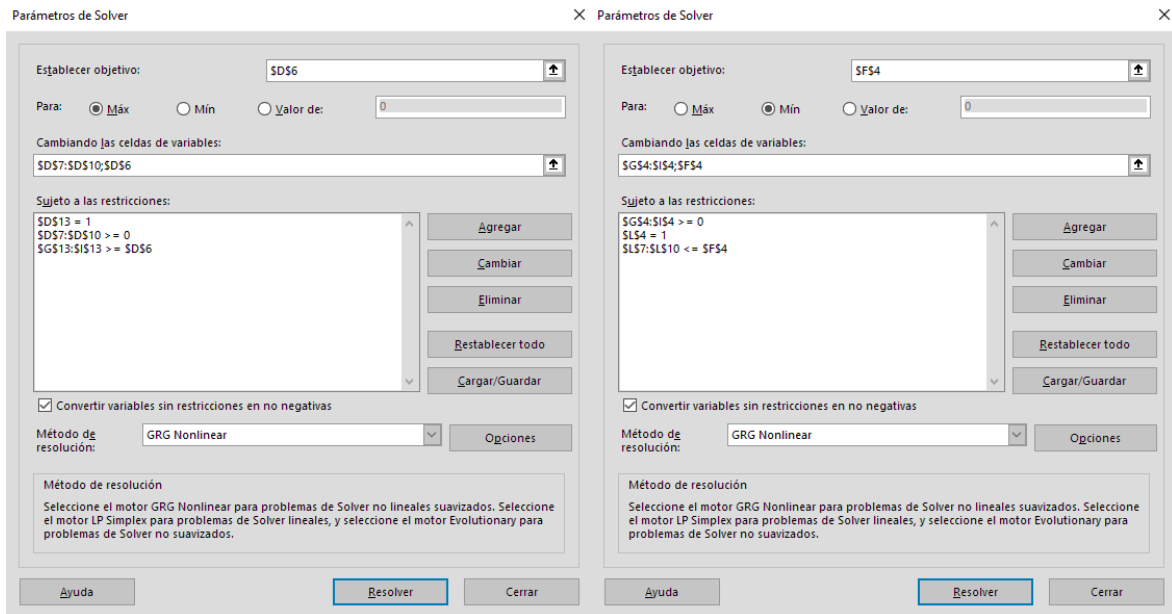 Parámetros de Solver
Establecer objetivo: $D$6
Para: Máx Mín Valor de: 0
Cambiando las celdas de variables:
$D$7:$D$10;$D$6
Sujeto a las restricciones:
$D$13 = 1
$D$7:$D$10 >= 0
$G$13:$I$13 >= $D$6
Agregar
Cambiar
Eliminar
Restablecer todo
Cargar/Guardar
Convertir variables sin restricciones en no negativas
Método de
resolución:
GRG Nonlinear
Opciones
Método de resolución
Seleccione el motor GRG Nonlinear para problemas de Solver no lineales suavizados. Seleccione
el motor LP Simplex para problemas de Solver lineales, y seleccione el motor Evolutionary para
problemas de Solver no suavizados.
Ayuda Resolver Cerrar
Parámetros de Solver
Establecer objetivo: $F$4
Para: Máx Mín Valor de: 0
Cambiando las celdas de variables:
$G$4:$I$4;$F$4
Sujeto a las restricciones:
$G$4:$I$4 >= 0
$L$4 = 1
$L$7:$L$10 <= $F$4
Agregar
Cambiar
Eliminar
Restablecer todo
Cargar/Guardar
Convertir variables sin restricciones en no negativas
Método de
resolución:
GRG Nonlinear
Opciones
Método de resolución
Seleccione el motor GRG Nonlinear para problemas de Solver no lineales suavizados. Seleccione
el motor LP Simplex para problemas de Solver lineales, y seleccione el motor Evolutionary para
problemas de Solver no suavizados.
Ayuda Resolver Cerrar